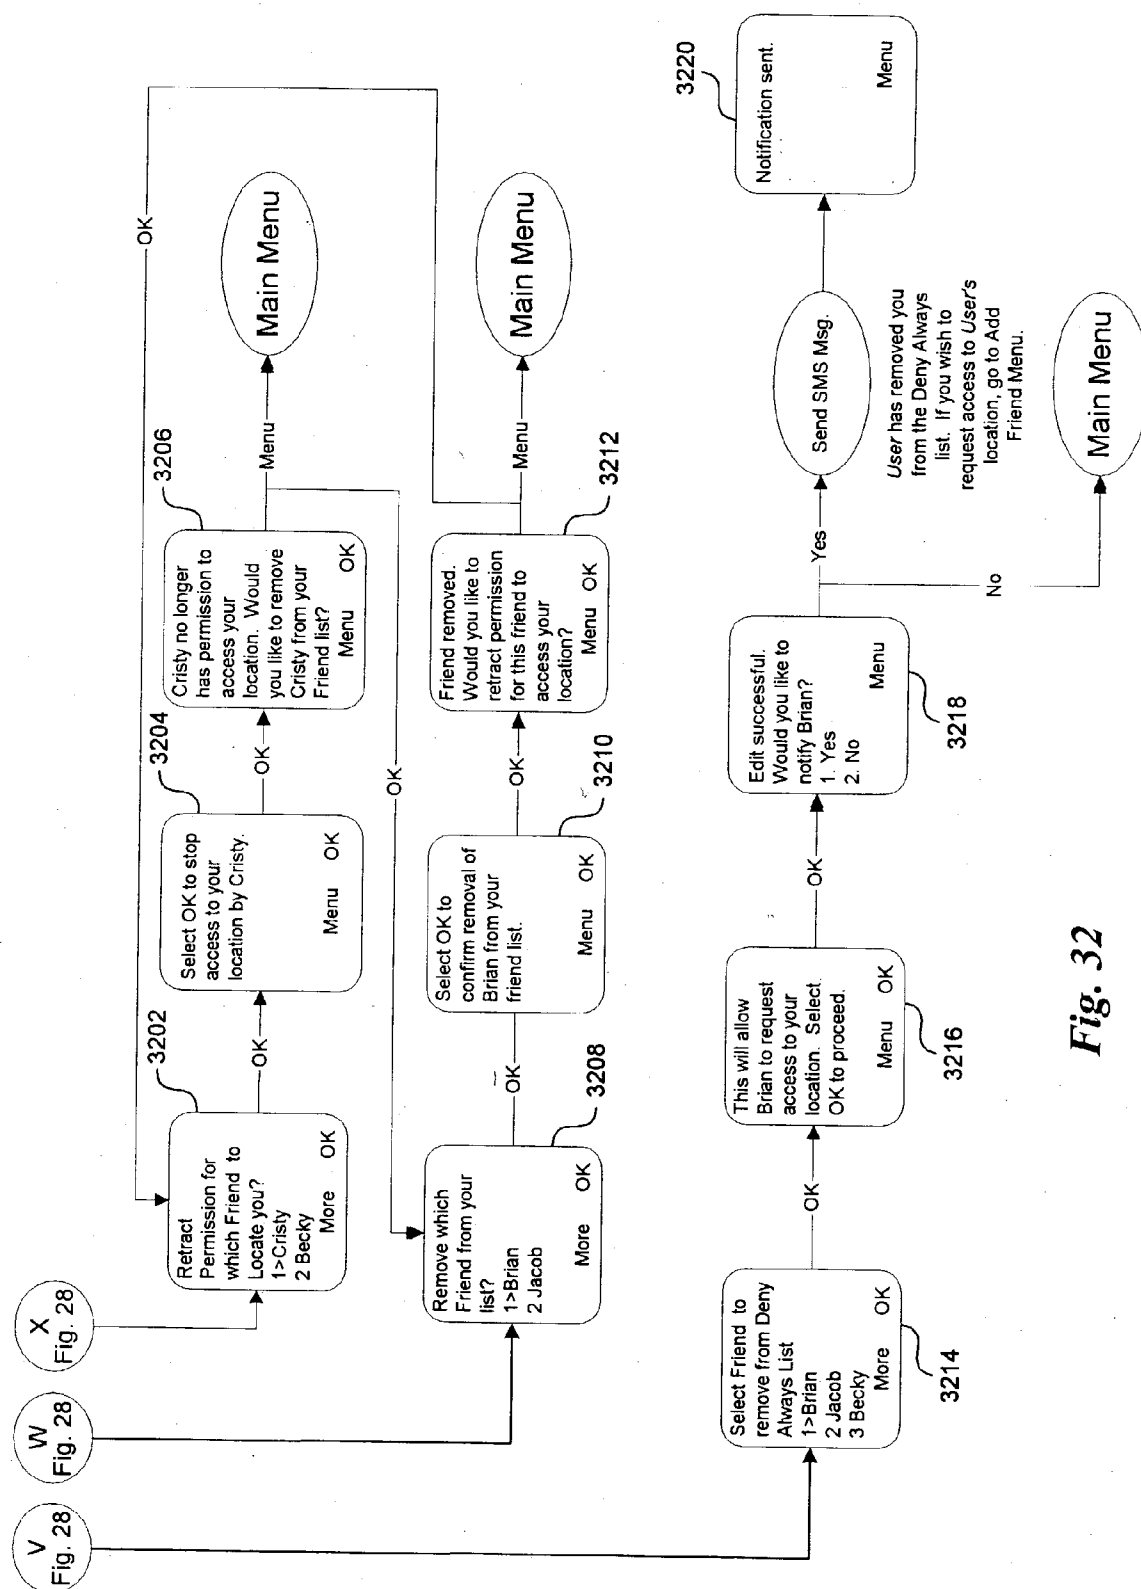 X
Fig. 28
Retract
Permission for
which Friend to
Locate you?
1>Cristy
2 Becky
More OK
3202
OK
Select OK to stop
access to your
location by Cristy.
Menu OK
3204
OK
Cristy no longer
has permission to
access your
location. Would
you like to remove
Cristy from your
Friend list?
Menu OK
3206
Menu
Main Menu
OK
OK
W
Fig. 28
Remove which
Friend from your
list?
1>Brian
2 Jacob
More OK
3208
OK
Select OK to
confirm removal of
Brian from your
friend list.
Menu OK
3210
OK
Friend removed.
Would you like to
retract permission
for this friend to
access your
location?
Menu OK
3212
Menu
Main Menu
V
Fig. 28
Select Friend to
remove from Deny
Always List
1>Brian
2 Jacob
3 Becky
More OK
3214
OK
This will allow
Brian to request
access to your
location. Select
OK to proceed.
Menu OK
3216
OK
Edit successful.
Would you like to
notify Brian?
1. Yes
2. No
Menu
3218
Yes
Send SMS Msg.
User has removed you
from the Deny Always
list. If you wish to
request access to User's
location, go to Add
Friend Menu.
Notification sent.
Menu
3220
No
Main Menu
Fig. 32